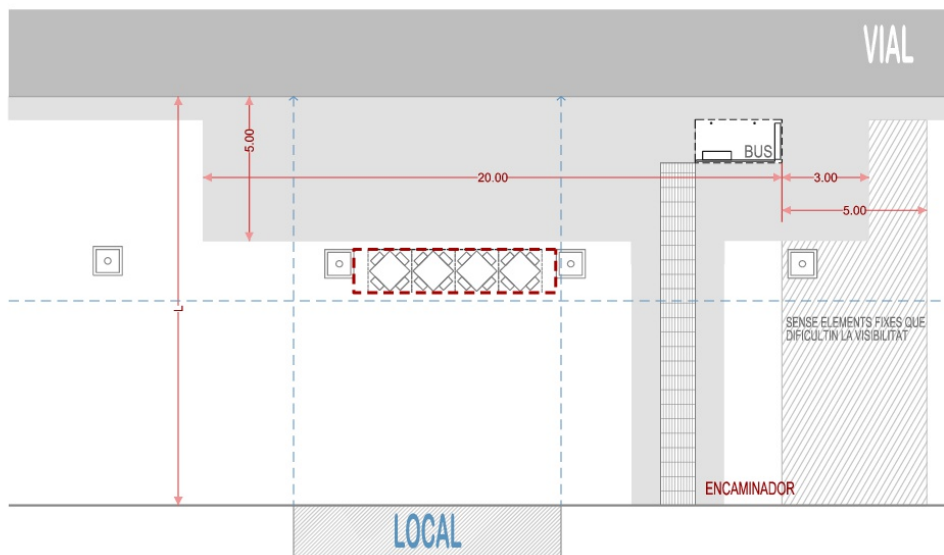 VIAL
5.00
BUS
20.00
3.00
5.00
L
SENSE ELEMENTS FIXES QUE
DIFICULTIN LA VISIBILITAT
ENCAMINADOR
LOCAL